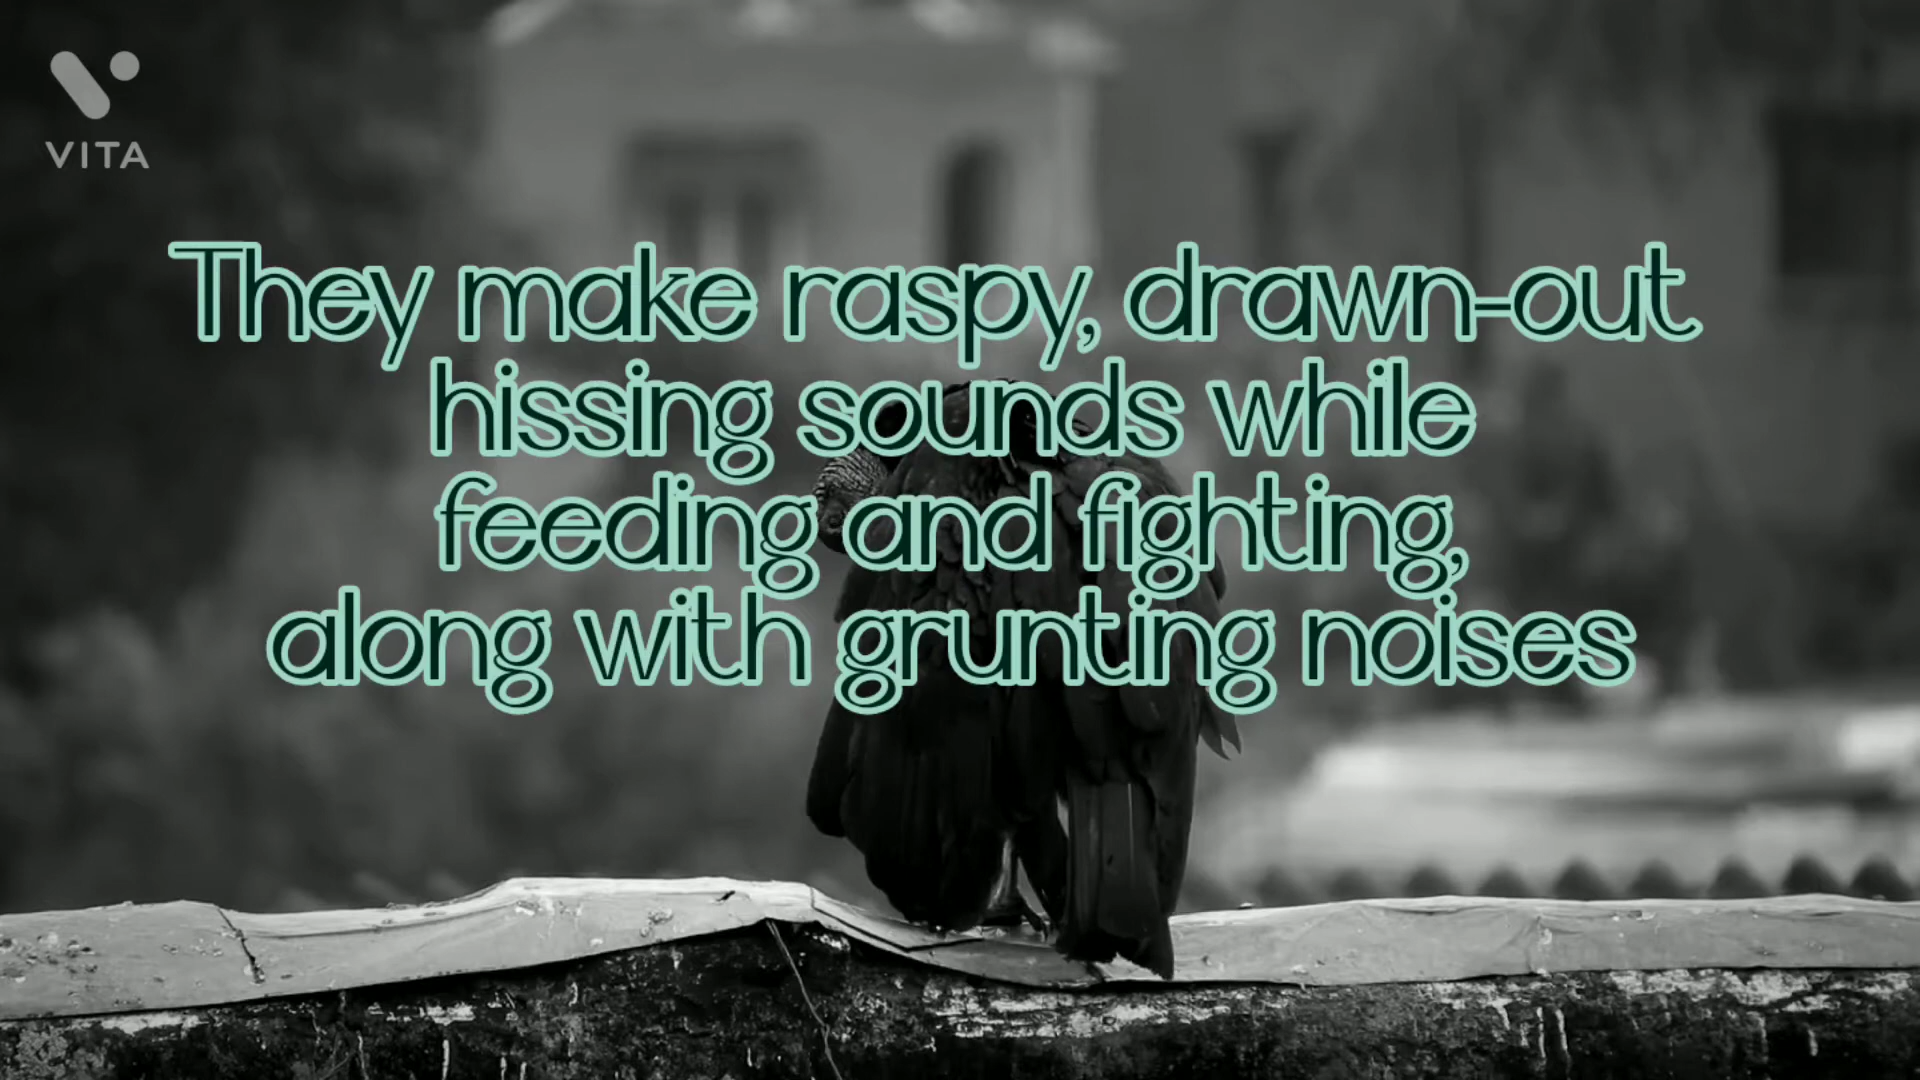 VITA
They make raspy, drawn-out
hissing sounds while
feeding and fighting,
along with grunting noises